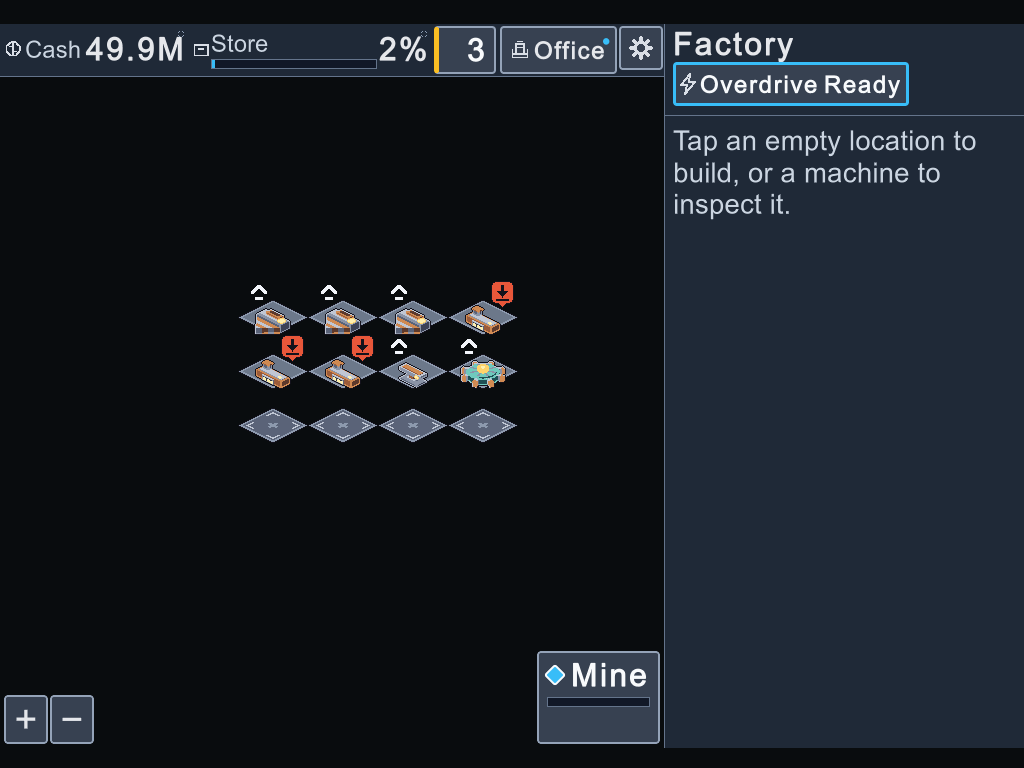 Cash 49.9M Store 2% 3 Office
Factory
Overdrive Ready
Tap an empty location to
build, or a machine to
inspect it.
Mine
+ −